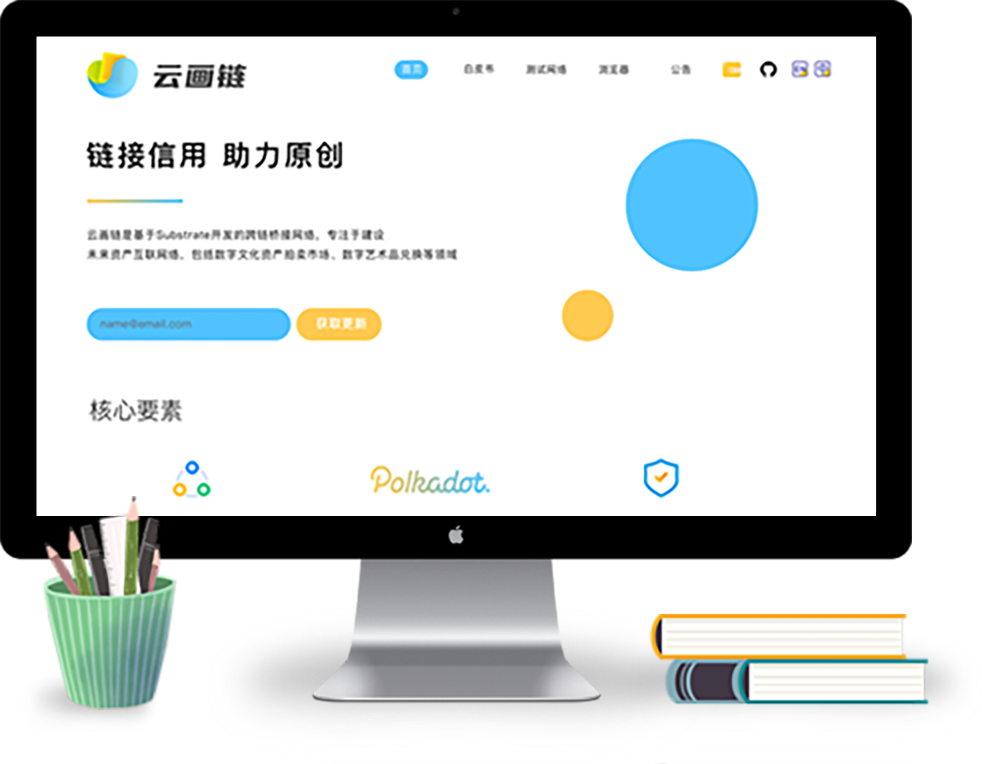 云画链
首页 白皮书 测试网络 浏览器 公告
链接信用 助力原创
云画链是基于Substrate开发的跨链桥接网络，专注于建设
未来资产互联网络，包括数字文化资产拍卖市场、数字艺术品兑换等领域
name@email.com
获取更新
核心要素
Polkadot.